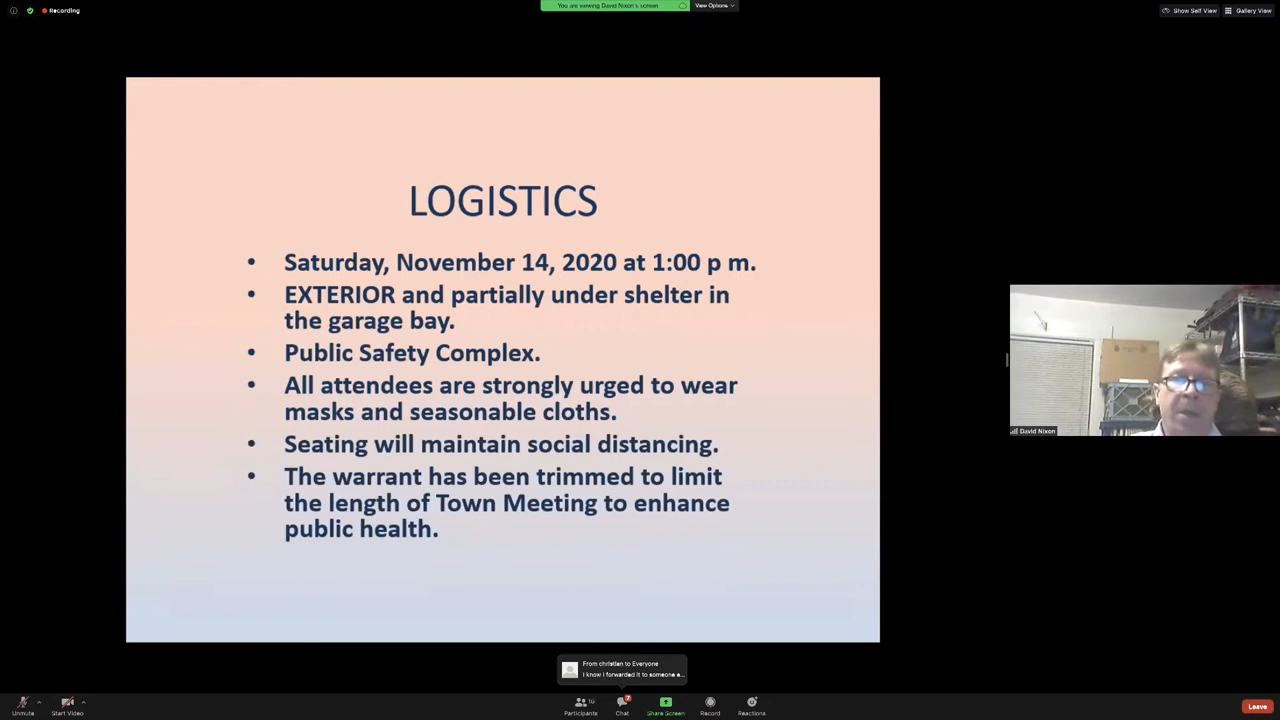 Recording
You are viewing David Nixon's screen
View Options
Show Self View
Gallery View
LOGISTICS
• Saturday, November 14, 2020 at 1:00 p m.
• EXTERIOR and partially under shelter in
the garage bay.
• Public Safety Complex.
• All attendees are strongly urged to wear
masks and seasonable cloths.
• Seating will maintain social distancing.
• The warrant has been trimmed to limit
the length of Town Meeting to enhance
public health.
David Nixon
From christian to Everyone
I know I forwarded it to someone e...
Unmute
Start Video
Participants
16
Chat
7
Share Screen
Record
Reactions
Leave